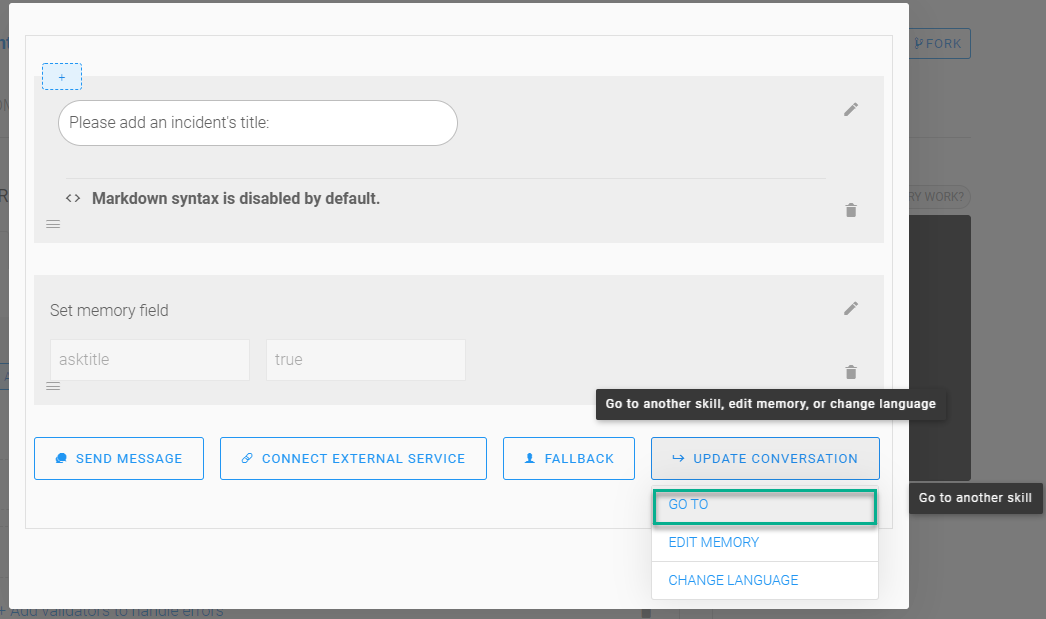 FORK
+
Please add an incident's title:
<> Markdown syntax is disabled by default.
RY WORK?
Set memory field
asktitle
true
Go to another skill, edit memory, or change language
SEND MESSAGE
CONNECT EXTERNAL SERVICE
FALLBACK
UPDATE CONVERSATION
Go to another skill
GO TO
EDIT MEMORY
CHANGE LANGUAGE
+ Add validators to handle errors